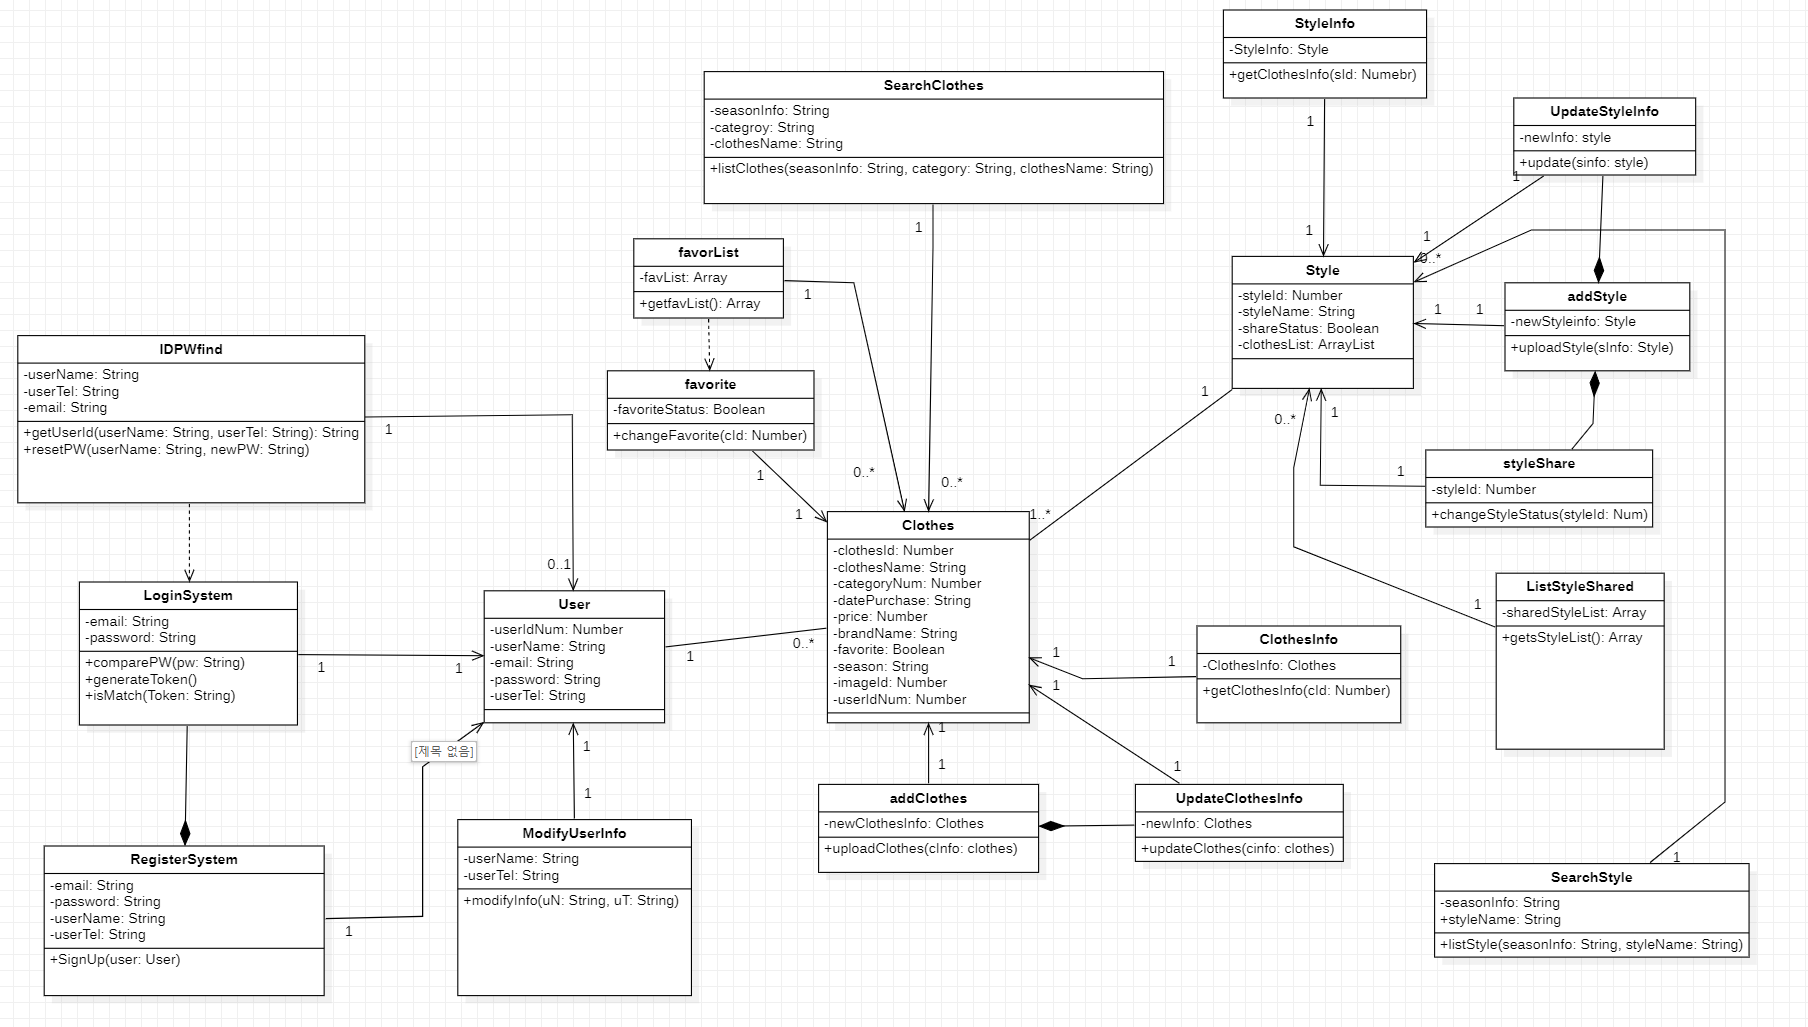 StyleInfo
-StyleInfo: Style
+getClothesInfo(sId: Numebr)
1
1
SearchClothes
-seasonInfo: String
-categroy: String
-clothesName: String
+listClothes(seasonInfo: String, category: String, clothesName: String)
1
0..*
UpdateStyleInfo
-newInfo: style
+update(sinfo: style)
1
1
0..*
favorList
-favList: Array
+getfavList(): Array
1
0..*
Style
-styleId: Number
-styleName: String
-shareStatus: Boolean
-clothesList: ArrayList
1
1
addStyle
-newStyleinfo: Style
+uploadStyle(sInfo: Style)
IDPWfind
-userName: String
-userTel: String
-email: String
+getUserId(userName: String, userTel: String): String
+resetPW(userName: String, newPW: String)
1
0..1
favorite
-favoriteStatus: Boolean
+changeFavorite(cId: Number)
1
1
1
1..*
0..*
1
1
styleShare
-styleId: Number
+changeStyleStatus(styleId: Num)
Clothes
-clothesId: Number
-clothesName: String
-categoryNum: Number
-datePurchase: String
-price: Number
-brandName: String
-favorite: Boolean
-season: String
-imageId: Number
-userIdNum: Number
LoginSystem
-email: String
-password: String
+comparePW(pw: String)
+generateToken()
+isMatch(Token: String)
1
1
User
-userIdNum: Number
-userName: String
-email: String
-password: String
-userTel: String
1
0..*
ListStyleShared
-sharedStyleList: Array
+getsStyleList(): Array
1
ClothesInfo
-ClothesInfo: Clothes
+getClothesInfo(cId: Number)
1
1
1
[제목 없음]
1
1
1
1
1
addClothes
-newClothesInfo: Clothes
+uploadClothes(cInfo: clothes)
UpdateClothesInfo
-newInfo: Clothes
+updateClothes(cinfo: clothes)
ModifyUserInfo
-userName: String
-userTel: String
+modifyInfo(uN: String, uT: String)
RegisterSystem
-email: String
-password: String
-userName: String
-userTel: String
+SignUp(user: User)
1
1
SearchStyle
-seasonInfo: String
+styleName: String
+listStyle(seasonInfo: String, styleName: String)